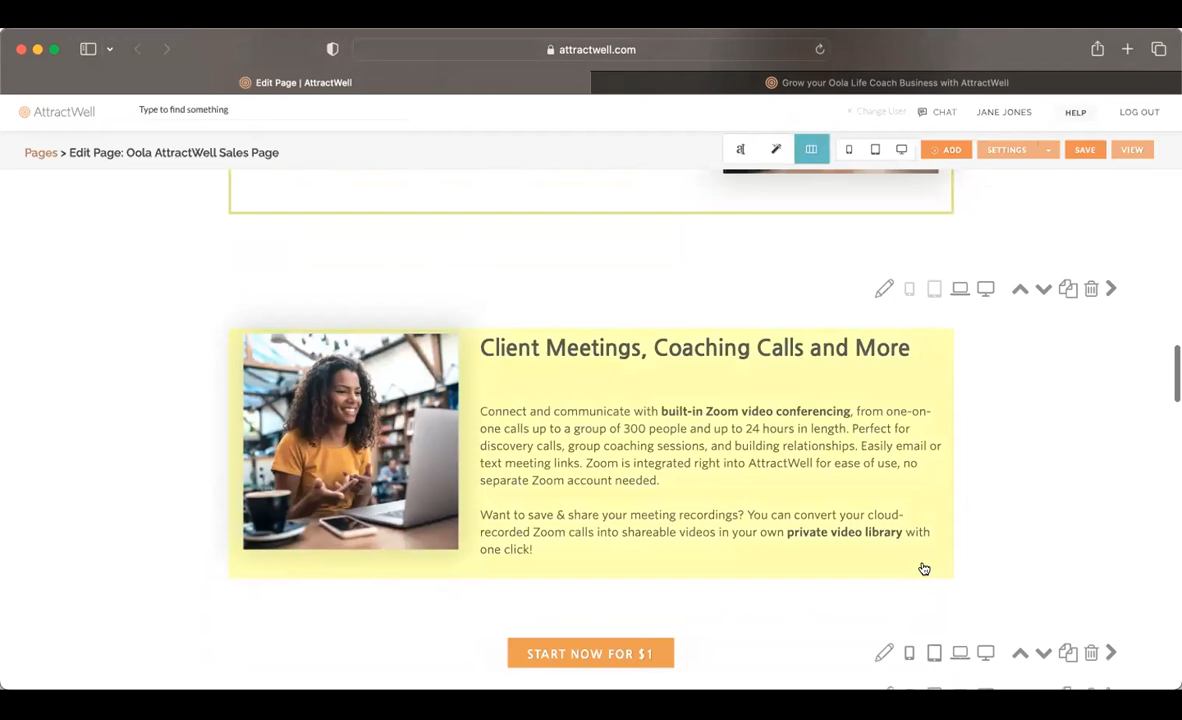 attractwell.com
Edit Page | AttractWell
Grow your Oola Life Coach Business with AttractWell
AttractWell
Type to find something
× Change User
CHAT
JANE JONES
HELP
LOG OUT
Pages > Edit Page: Oola AttractWell Sales Page
ADD
SETTINGS
SAVE
VIEW
Client Meetings, Coaching Calls and More
Connect and communicate with built-in Zoom video conferencing, from one-on-
one calls up to a group of 300 people and up to 24 hours in length. Perfect for
discovery calls, group coaching sessions, and building relationships. Easily email or
text meeting links. Zoom is integrated right into AttractWell for ease of use, no
separate Zoom account needed.
Want to save & share your meeting recordings? You can convert your cloud-
recorded Zoom calls into shareable videos in your own private video library with
one click!
START NOW FOR $1